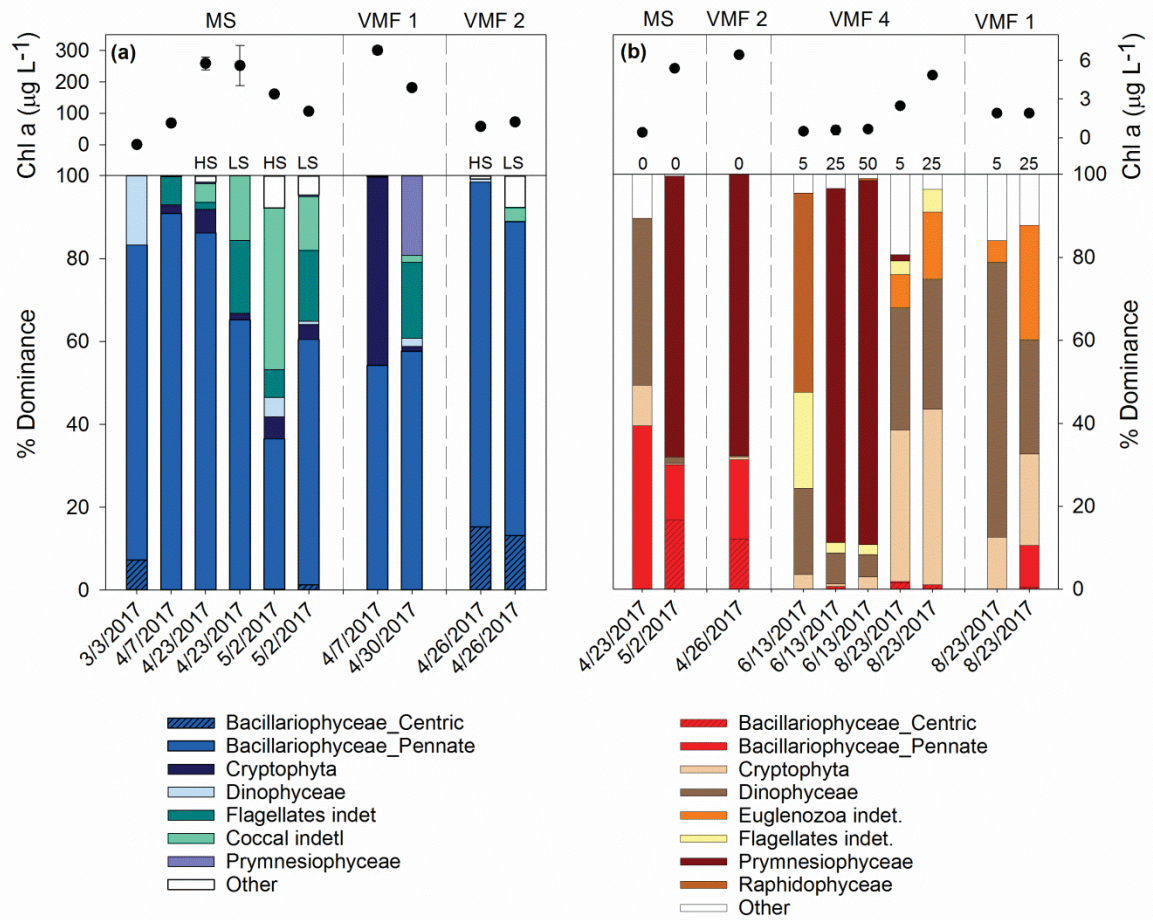 MS VMF 1 VMF 2
(a)
Chl a (µg L-1)
300
200
100
0
HS LS HS LS HS LS
% Dominance
100
80
60
40
20
0
3/3/2017 4/7/2017 4/23/2017 4/23/2017 5/2/2017 5/2/2017 4/7/2017 4/30/2017 4/26/2017 4/26/2017
Bacillariophyceae_Centric
Bacillariophyceae_Pennate
Cryptophyta
Dinophyceae
Flagellates indet
Coccal indetl
Prymnesiophyceae
Other
MS VMF 2 VMF 4 VMF 1
(b)
6
3
0
Chl a (µg L-1)
0 0 0 5 25 50 5 25 5 25
100
80
60
40
20
0
% Dominance
4/23/2017 5/2/2017 4/26/2017 6/13/2017 6/13/2017 6/13/2017 8/23/2017 8/23/2017 8/23/2017 8/23/2017
Bacillariophyceae_Centric
Bacillariophyceae_Pennate
Cryptophyta
Dinophyceae
Euglenozoa indet.
Flagellates indet.
Prymnesiophyceae
Raphidophyceae
Other